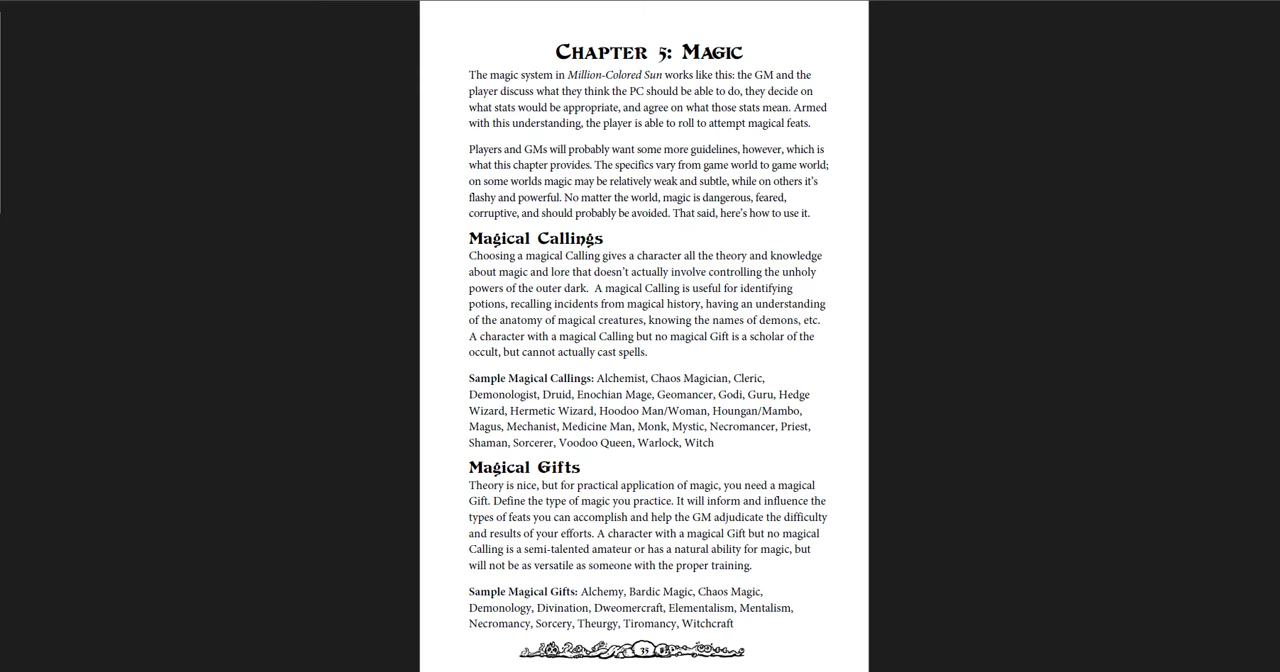 Chapter 5: Magic
The magic system in Million-Colored Sun works like this: the GM and the
player discuss what they think the PC should be able to do, they decide on
what stats would be appropriate, and agree on what those stats mean. Armed
with this understanding, the player is able to roll to attempt magical feats.
Players and GMs will probably want some more guidelines, however, which is
what this chapter provides. The specifics vary from game world to game world;
on some worlds magic may be relatively weak and subtle, while on others it’s
flashy and powerful. No matter the world, magic is dangerous, feared,
corruptive, and should probably be avoided. That said, here’s how to use it.
Magical Callings
Choosing a magical Calling gives a character all the theory and knowledge
about magic and lore that doesn’t actually involve controlling the unholy
powers of the outer dark.  A magical Calling is useful for identifying
potions, recalling incidents from magical history, having an understanding
of the anatomy of magical creatures, knowing the names of demons, etc.
A character with a magical Calling but no magical Gift is a scholar of the
occult, but cannot actually cast spells.
Sample Magical Callings: Alchemist, Chaos Magician, Cleric,
Demonologist, Druid, Enochian Mage, Geomancer, Godi, Guru, Hedge
Wizard, Hermetic Wizard, Hoodoo Man/Woman, Houngan/Mambo,
Magus, Mechanist, Medicine Man, Monk, Mystic, Necromancer, Priest,
Shaman, Sorcerer, Voodoo Queen, Warlock, Witch
Magical Gifts
Theory is nice, but for practical application of magic, you need a magical
Gift. Define the type of magic you practice. It will inform and influence the
types of feats you can accomplish and help the GM adjudicate the difficulty
and results of your efforts. A character with a magical Gift but no magical
Calling is a semi-talented amateur or has a natural ability for magic, but
will not be as versatile as someone with the proper training.
Sample Magical Gifts: Alchemy, Bardic Magic, Chaos Magic,
Demonology, Divination, Dweomercraft, Elementalism, Mentalism,
Necromancy, Sorcery, Theurgy, Tiromancy, Witchcraft
35